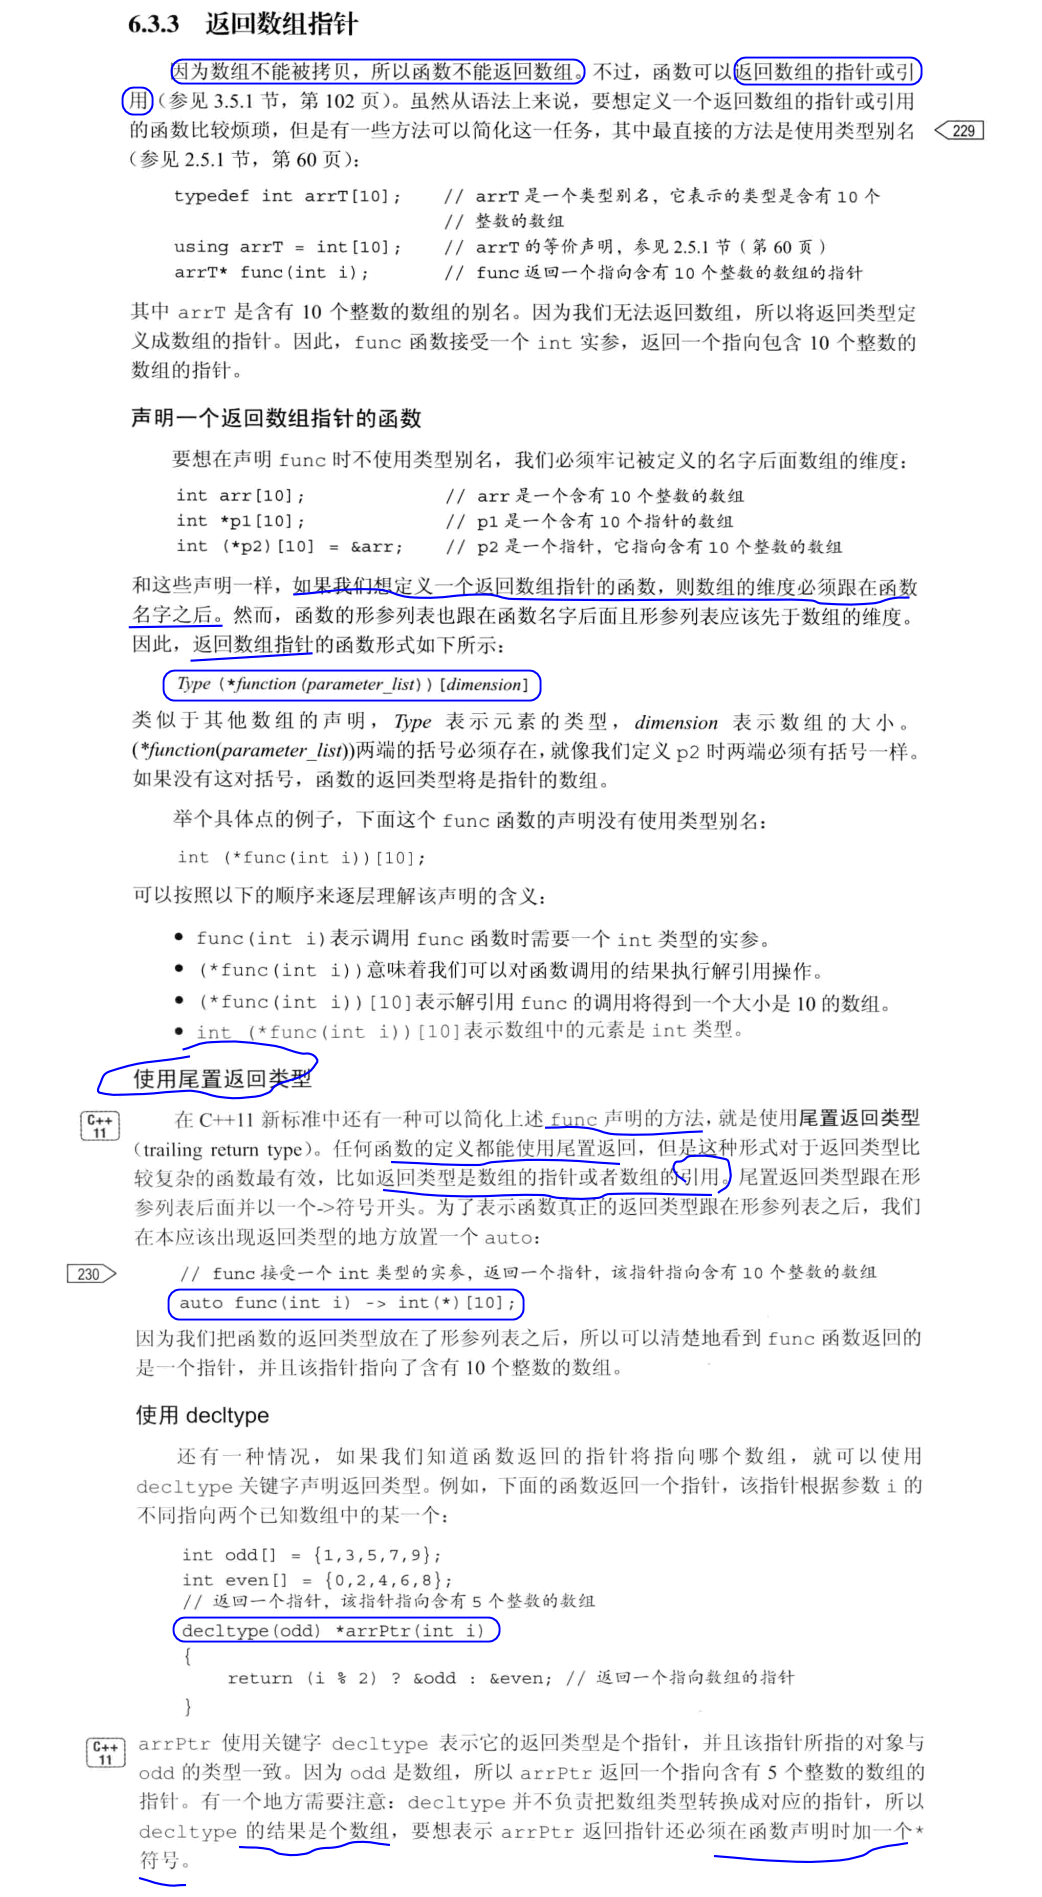 6.3.3 返回数组指针
因为数组不能被拷贝，所以函数不能返回数组。不过，函数可以返回数组的指针或引
用（参见 3.5.1 节，第 102 页）。虽然从语法上来说，要想定义一个返回数组的指针或引用
的函数比较烦琐，但是有一些方法可以简化这一任务，其中最直接的方法是使用类型别名
229
（参见 2.5.1 节，第 60 页）：
typedef int arrT[10]; // arrT 是一个类型别名，它表示的类型是含有 10 个
// 整数的数组
using arrT = int[10]; // arrT 的等价声明，参见 2.5.1 节（第 60 页）
arrT* func(int i); // func 返回一个指向含有 10 个整数的数组的指针
其中 arrT 是含有 10 个整数的数组的别名。因为我们无法返回数组，所以将返回类型定
义成数组的指针。因此，func 函数接受一个 int 实参，返回一个指向包含 10 个整数的
数组的指针。
声明一个返回数组指针的函数
要想在声明 func 时不使用类型别名，我们必须牢记被定义的名字后面数组的维度：
int arr[10]; // arr 是一个含有 10 个整数的数组
int *p1[10]; // p1 是一个含有 10 个指针的数组
int (*p2)[10] = &arr; // p2 是一个指针，它指向含有 10 个整数的数组
和这些声明一样，如果我们想定义一个返回数组指针的函数，则数组的维度必须跟在函数
名字之后。然而，函数的形参列表也跟在函数名字后面且形参列表应该先于数组的维度。
因此，返回数组指针的函数形式如下所示：
Type (*function (parameter_list)) [dimension]
类似于其他数组的声明，Type 表示元素的类型，dimension 表示数组的大小。
(*function(parameter_list))两端的括号必须存在，就像我们定义 p2 时两端必须有括号一样。
如果没有这对括号，函数的返回类型将是指针的数组。
举个具体点的例子，下面这个 func 函数的声明没有使用类型别名：
int (*func(int i))[10];
可以按照以下的顺序来逐层理解该声明的含义：
• func(int i)表示调用 func 函数时需要一个 int 类型的实参。
• (*func(int i))意味着我们可以对函数调用的结果执行解引用操作。
• (*func(int i))[10]表示解引用 func 的调用将得到一个大小是 10 的数组。
• int (*func(int i))[10]表示数组中的元素是 int 类型。
使用尾置返回类型
C++
11
在 C++11 新标准中还有一种可以简化上述 func 声明的方法，就是使用尾置返回类型
（trailing return type）。任何函数的定义都能使用尾置返回，但是这种形式对于返回类型比
较复杂的函数最有效，比如返回类型是数组的指针或者数组的引用。尾置返回类型跟在形
参列表后面并以一个->符号开头。为了表示函数真正的返回类型跟在形参列表之后，我们
在本应该出现返回类型的地方放置一个 auto：
230
// func 接受一个 int 类型的实参，返回一个指针，该指针指向含有 10 个整数的数组
auto func(int i) -> int(*)[10];
因为我们把函数的返回类型放在了形参列表之后，所以可以清楚地看到 func 函数返回的
是一个指针，并且该指针指向了含有 10 个整数的数组。
使用 decltype
还有一种情况，如果我们知道函数返回的指针将指向哪个数组，就可以使用
decltype 关键字声明返回类型。例如，下面的函数返回一个指针，该指针根据参数 i 的
不同指向两个已知数组中的某一个：
int odd[] = {1,3,5,7,9};
int even[] = {0,2,4,6,8};
// 返回一个指针，该指针指向含有 5 个整数的数组
decltype(odd) *arrPtr(int i)
{
return (i % 2) ? &odd : &even; // 返回一个指向数组的指针
}
C++
11
arrPtr 使用关键字 decltype 表示它的返回类型是个指针，并且该指针所指的对象与
odd 的类型一致。因为 odd 是数组，所以 arrPtr 返回一个指向含有 5 个整数的数组的
指针。有一个地方需要注意：decltype 并不负责把数组类型转换成对应的指针，所以
decltype 的结果是个数组，要想表示 arrPtr 返回指针还必须在函数声明时加一个*
符号。